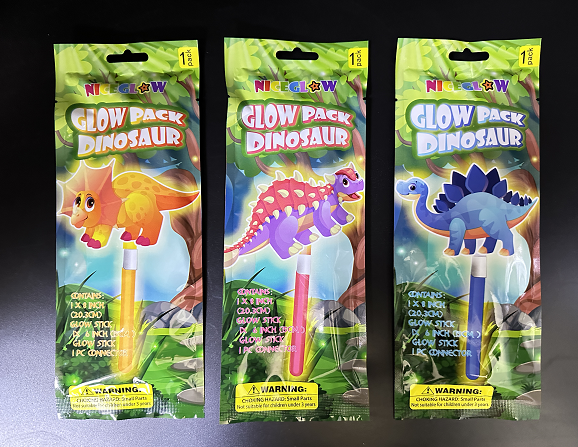 1 pack
NICEGLOW
GLOW PACK
DINOSAUR
CONTAINS:
1 X 8 INCH
(20.3CM)
GLOW STICK
INCH
GLOW STICK
1 PC CONNECTOR
WARNING:
CHOKING HAZARD: Small Parts
Not suitable for children under 3 years
1 pack
NICEGLOW
GLOW PACK
DINOSAUR
CONTAINS:
1 X 8 INCH
(20.3CM)
GLOW STICK
INCH
GLOW STICK
1 PC CONNECTOR
WARNING:
CHOKING HAZARD: Small Parts
Not suitable for children under 3 years
1 pack
NICEGLOW
GLOW PACK
DINOSAUR
CONTAINS:
1 X 8 INCH
(20.3CM)
GLOW STICK
INCH
GLOW STICK
1 PC CONNECTOR
WARNING:
CHOKING HAZARD: Small Parts
Not suitable for children under 3 years